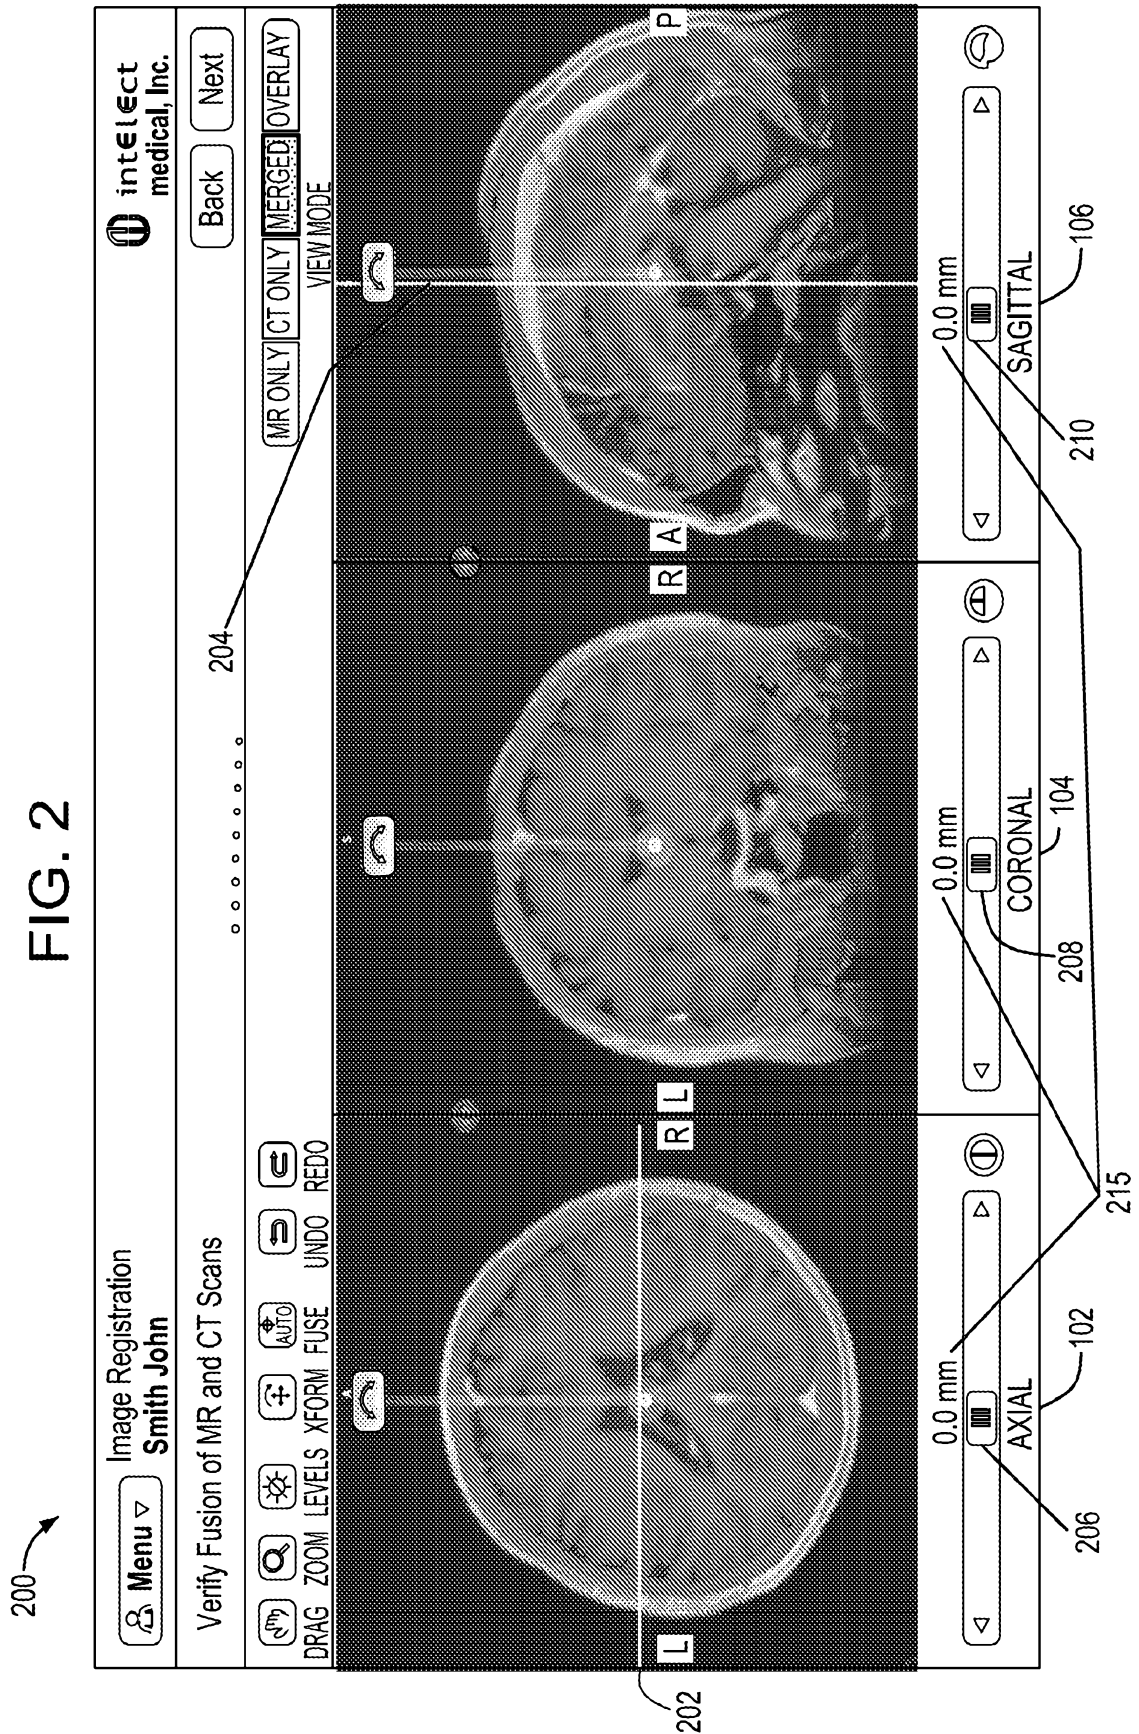 FIG. 2
200
Menu
Image Registration
Smith John
intElEct
medical, Inc.
Verify Fusion of MR and CT Scans
Back
Next
204
DRAG
ZOOM
LEVELS
XFORM
AUTO
FUSE
UNDO
REDO
MR ONLY
CT ONLY
MERGED
OVERLAY
VIEW MODE
A
S
L
R
L
R
A
P
202
0.0 mm
0.0 mm
0.0 mm
AXIAL
CORONAL
SAGITTAL
206
102
215
208
104
210
106